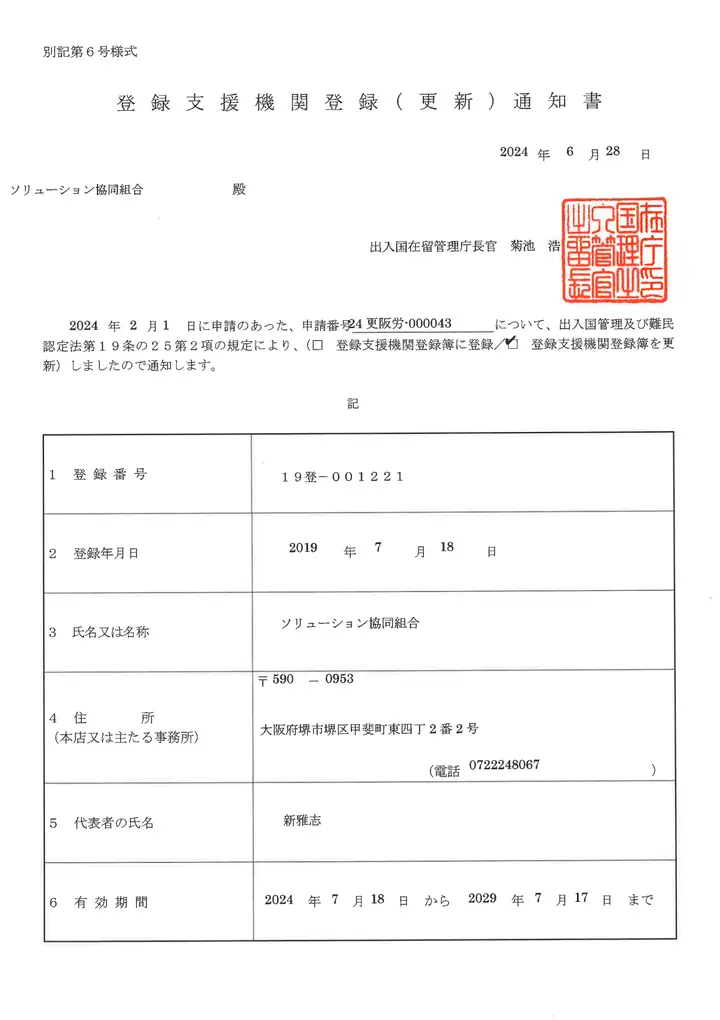 別記第６号様式
登録支援機関登録（更新）通知書
2024 年 6 月 28 日
ソリューション協同組合 殿
出入国在留管理庁長官 菊池 浩
2024 年 2 月 1 日に申請のあった、申請番号24 更阪労・000043について、出入国管理及び難民
認定法第１９条の２５第２項の規定により、（□ 登録支援機関登録簿に登録／☑ 登録支援機関登録簿を更
新）しましたので通知します。
記
１ 登録番号 １９登－００１２２１
２ 登録年月日 2019 年 7 月 18 日
３ 氏名又は名称 ソリューション協同組合
〒590 － 0953
４ 住 所 大阪府堺市堺区甲斐町東四丁２番２号
（本店又は主たる事務所）
（電話 0722248067 ）
５ 代表者の氏名 新雅志
６ 有効期間 2024 年 7 月 18 日 から 2029 年 7 月 17 日 まで